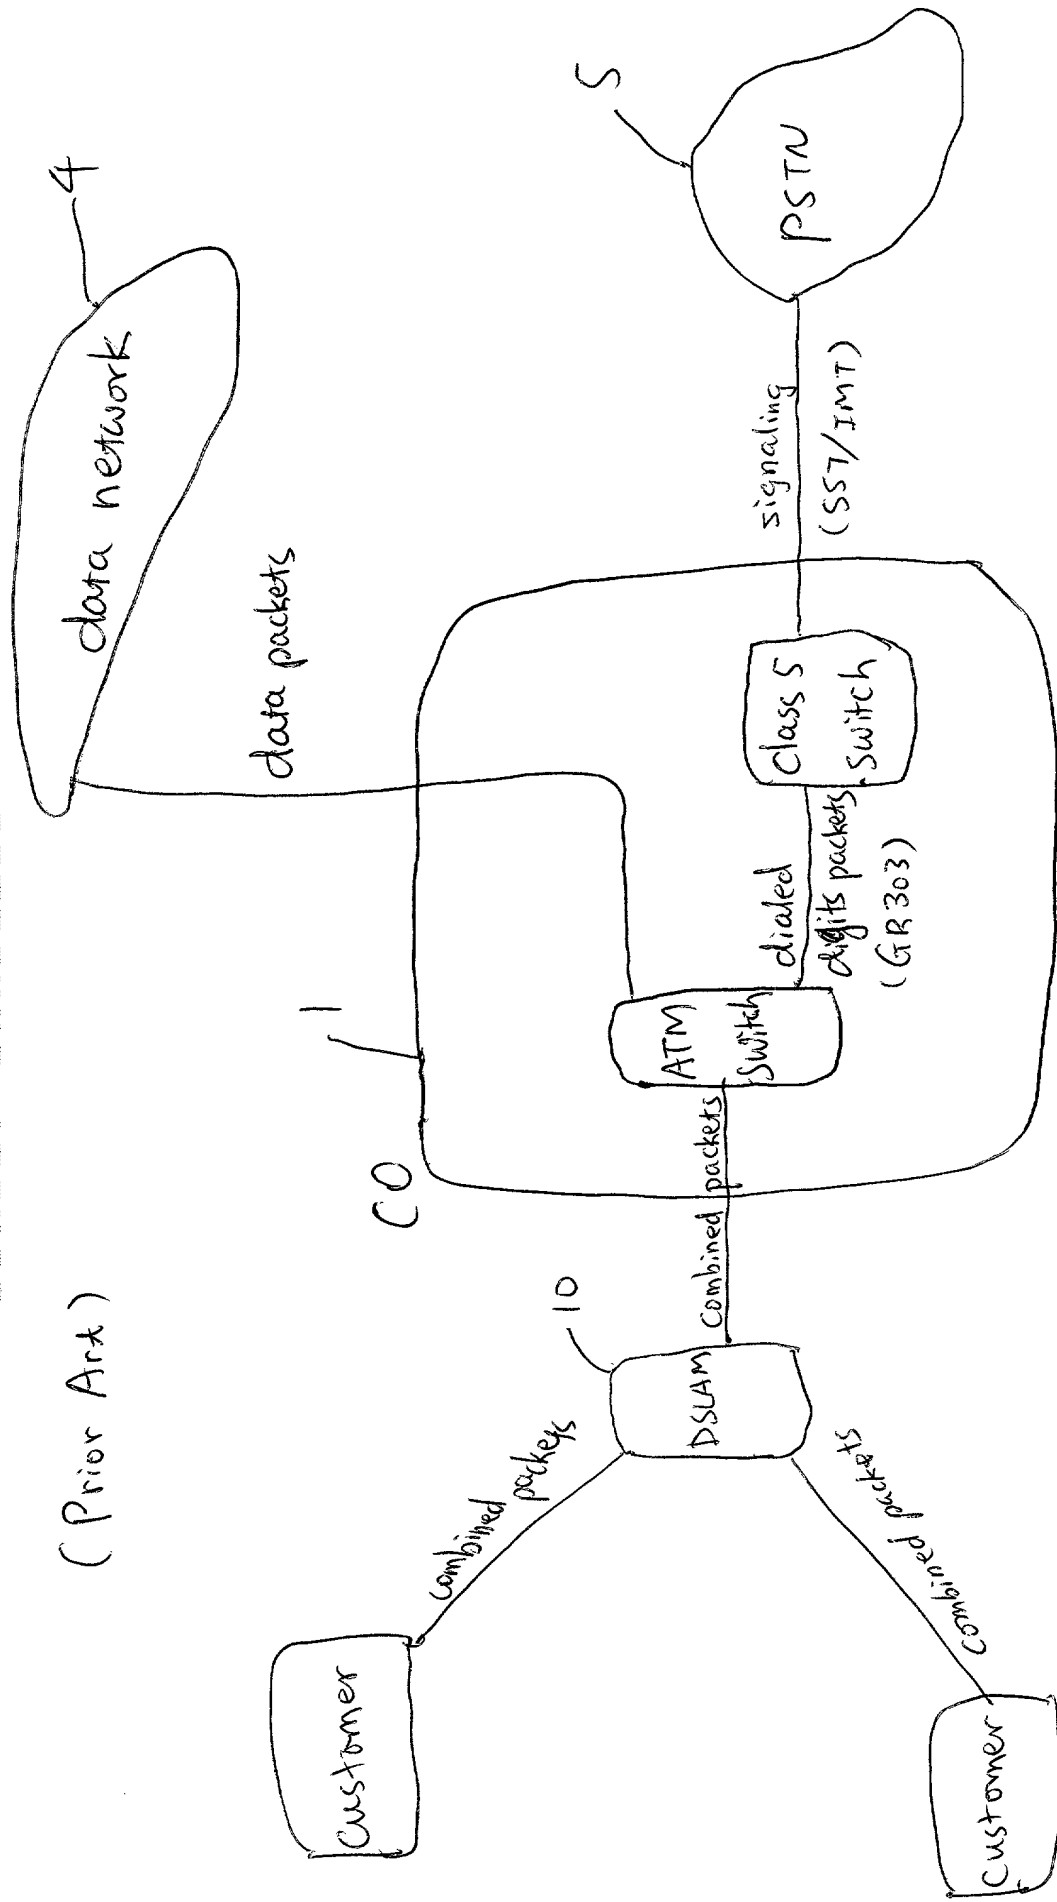 (Prior Art)
4
data network
data packets
5
PSTN
signaling
(SS7/IMT)
1
CO
Class 5
Switch
dialed
digits packets
(GR303)
ATM
Switch
combined packets
10
DSLAM
combined packets
combined packets
Customer
Customer